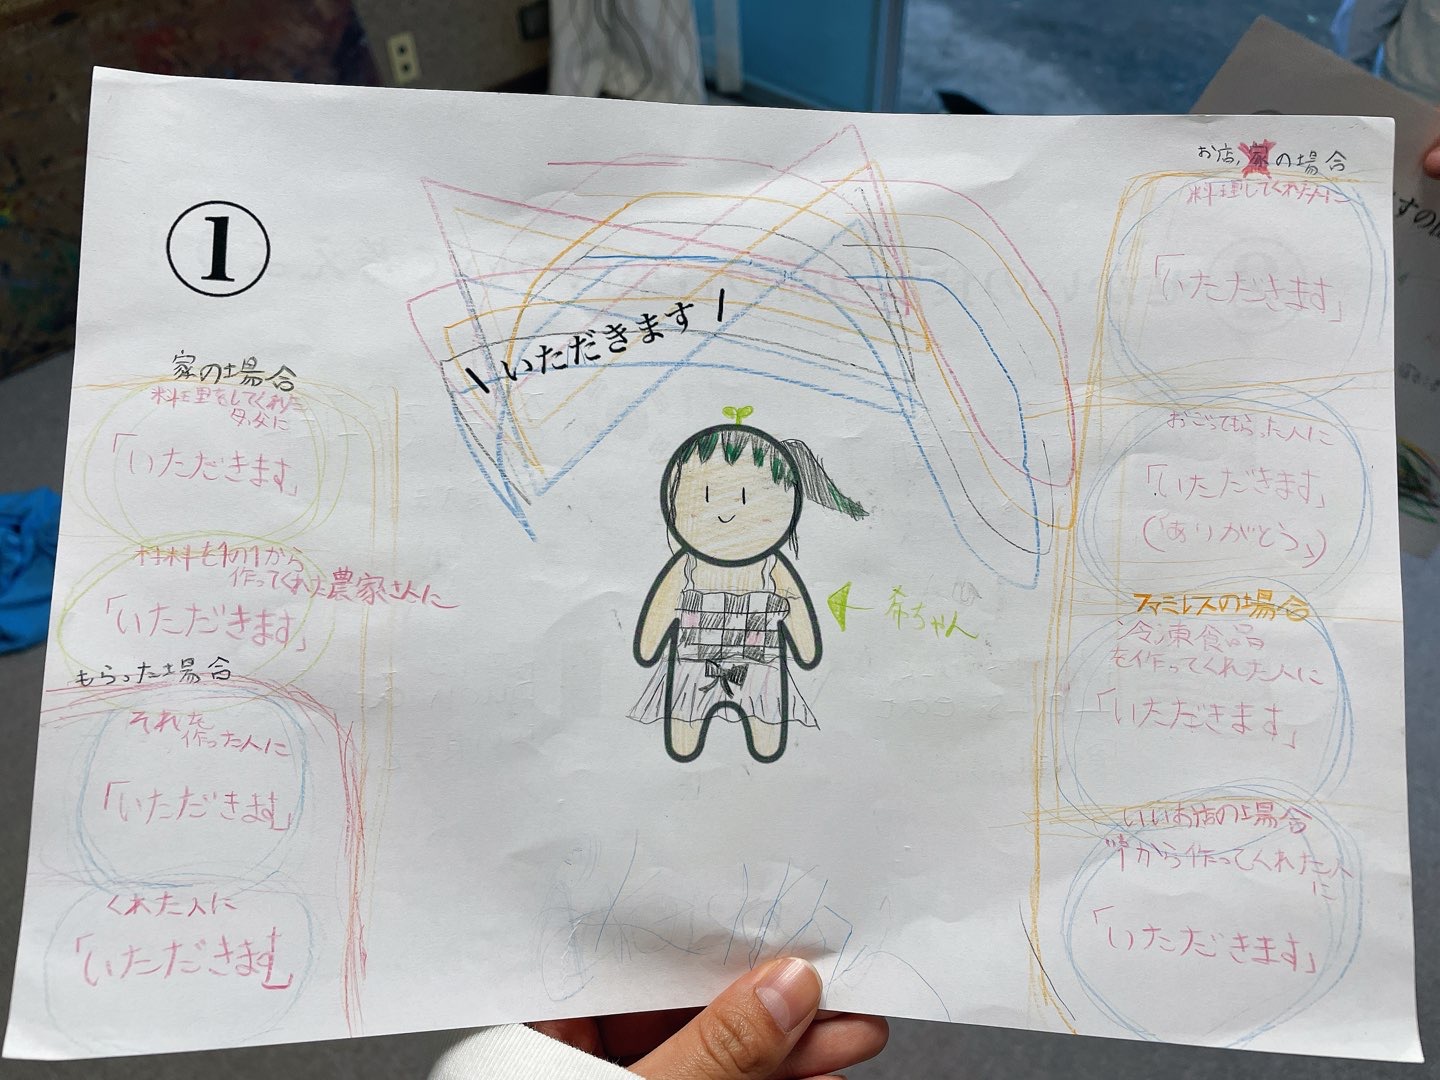 ①
\ いただきます /
家の場合
料理をしてくれた
母、父に
「いただきます」
材料を1の1から
作ってくれた農家さんに
「いただきます」
もらった場合
それを
作った人に
「いただきます」
くれた人に
「いただきます」
希ちゃん
お店、家の場合
料理してくれた人に
「いただきます」
おごってもらった人に
「いただきます」
(ありがとう、)
ファミレスの場合
冷凍食品
を作ってくれた人に
「いただきます」
いいお店の場合
から作ってくれた人
に
「いただきます」